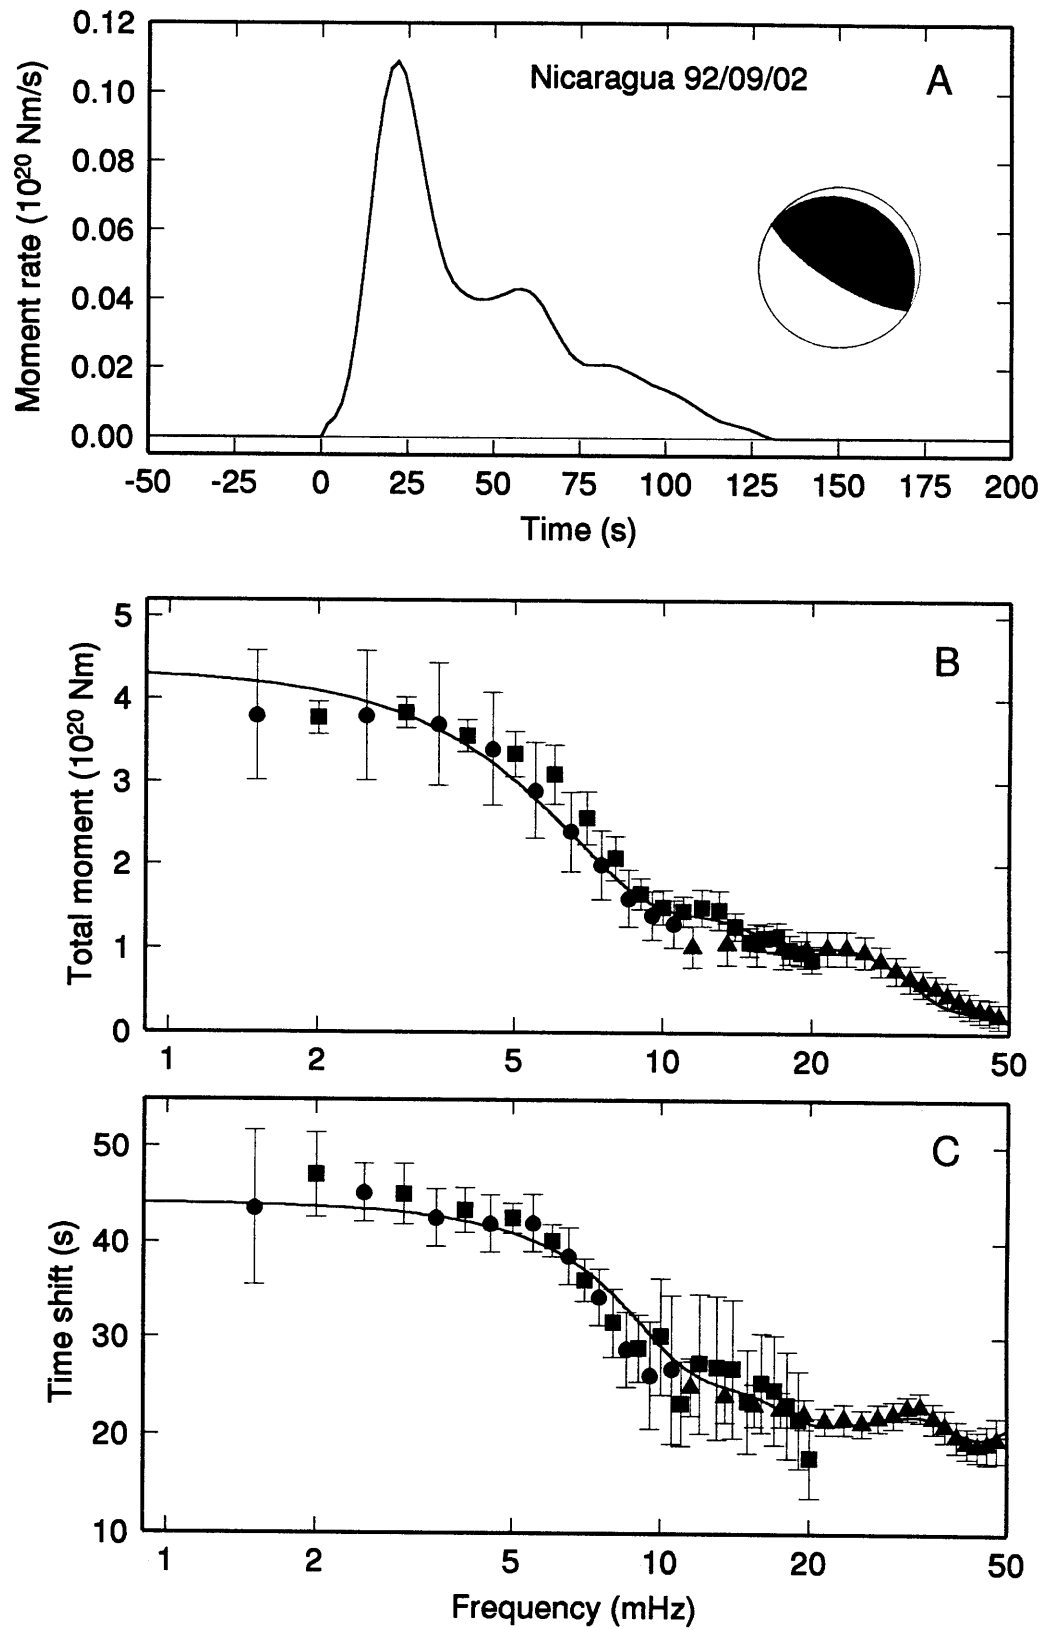 0.12
0.10
0.08
0.06
0.04
0.02
0.00
Moment rate (10²⁰ Nm/s)
Nicaragua 92/09/02
A
-50 -25 0 25 50 75 100 125 150 175 200
Time (s)
5
4
3
2
1
0
Total moment (10²⁰ Nm)
B
1 2 5 10 20 50
50
40
30
20
10
Time shift (s)
C
1 2 5 10 20 50
Frequency (mHz)